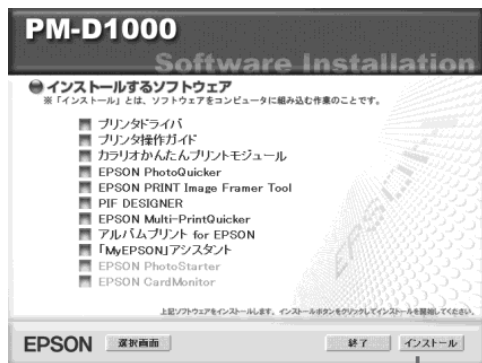 PM-D1000
Software Installation
インストールするソフトウェア
※「インストール」とは、ソフトウェアをコンピュータに組み込む作業のことです。
プリンタドライバ
プリンタ操作ガイド
カラリオかんたんプリントモジュール
EPSON PhotoQuicker
EPSON PRINT Image Framer Tool
PIF DESIGNER
EPSON Multi-PrintQuicker
アルバムプリント for EPSON
「MyEPSON」アシスタント
EPSON PhotoStarter
EPSON CardMonitor
上記ソフトウェアをインストールします。インストールボタンをクリックしてインストールを開始してください。
EPSON 選択画面 終了 インストール
EPSON